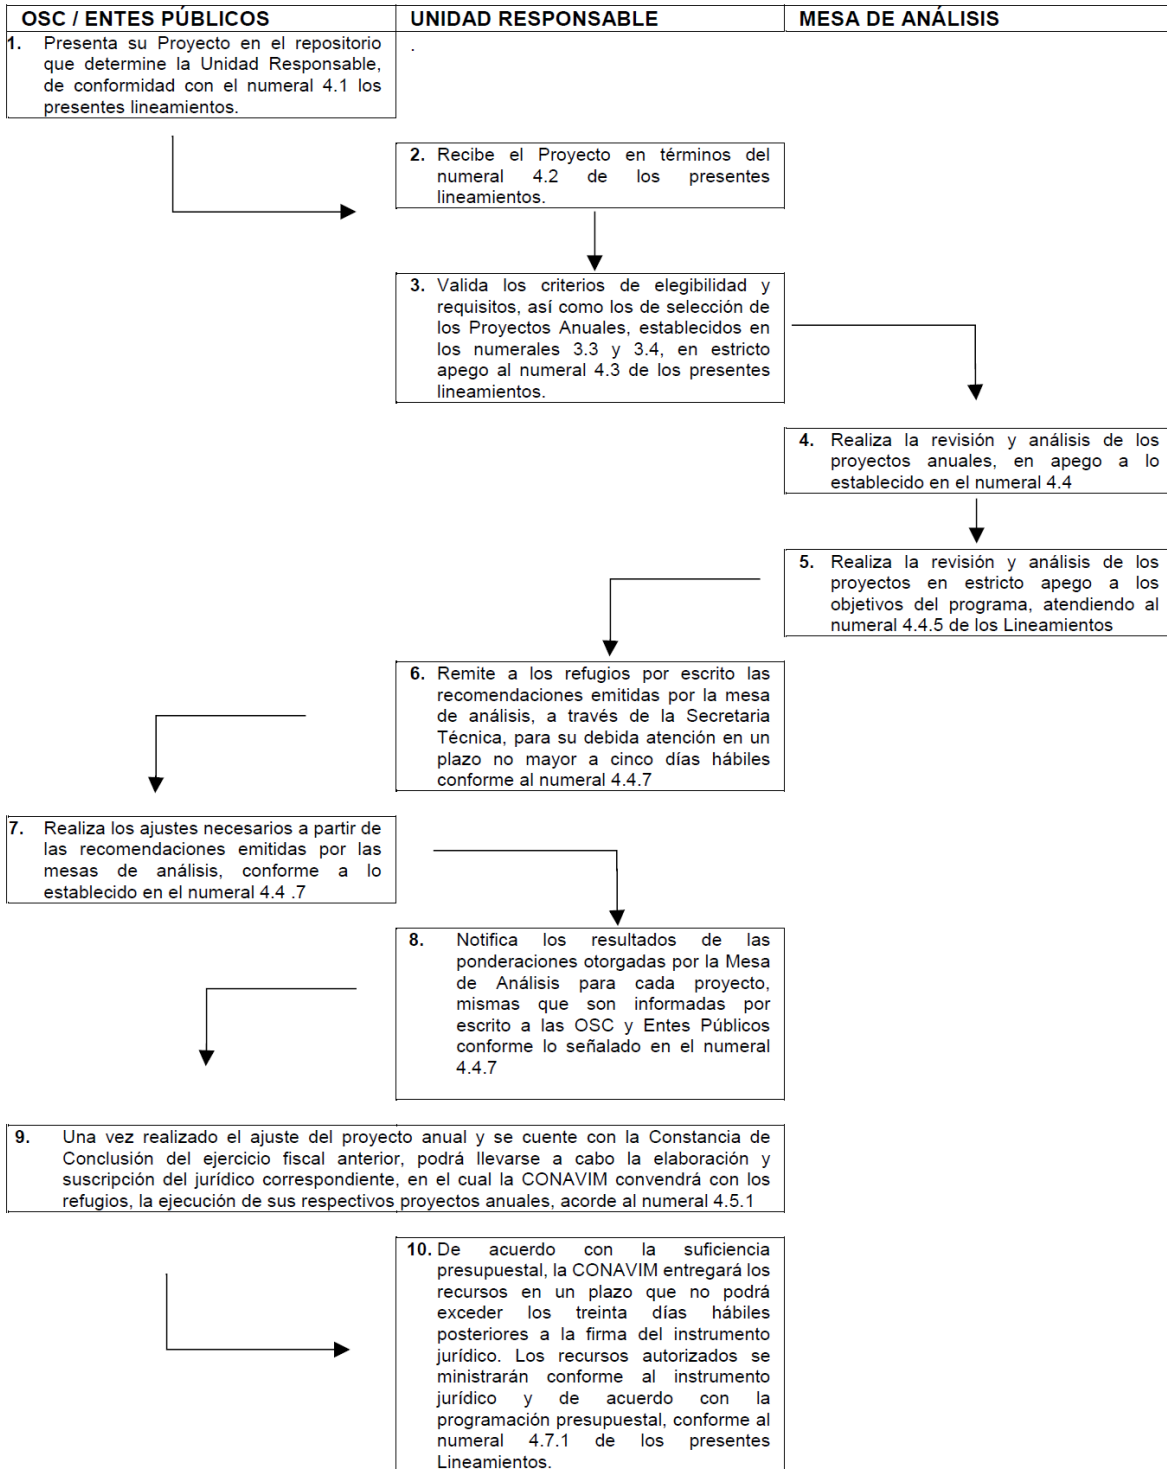 OSC / ENTES PÚBLICOS
UNIDAD RESPONSABLE
MESA DE ANÁLISIS
1. Presenta su Proyecto en el repositorio
que determine la Unidad Responsable,
de conformidad con el numeral 4.1 los
presentes lineamientos.
.
2. Recibe el Proyecto en términos del
numeral 4.2 de los presentes
lineamientos.
3. Valida los criterios de elegibilidad y
requisitos, así como los de selección de
los Proyectos Anuales, establecidos en
los numerales 3.3 y 3.4, en estricto
apego al numeral 4.3 de los presentes
lineamientos.
4. Realiza la revisión y análisis de los
proyectos anuales, en apego a lo
establecido en el numeral 4.4
5. Realiza la revisión y análisis de los
proyectos en estricto apego a los
objetivos del programa, atendiendo al
numeral 4.4.5 de los Lineamientos
6. Remite a los refugios por escrito las
recomendaciones emitidas por la mesa
de análisis, a través de la Secretaria
Técnica, para su debida atención en un
plazo no mayor a cinco días hábiles
conforme al numeral 4.4.7
7. Realiza los ajustes necesarios a partir de
las recomendaciones emitidas por las
mesas de análisis, conforme a lo
establecido en el numeral 4.4 .7
8. Notifica los resultados de las
ponderaciones otorgadas por la Mesa
de Análisis para cada proyecto,
mismas que son informadas por
escrito a las OSC y Entes Públicos
conforme lo señalado en el numeral
4.4.7
9. Una vez realizado el ajuste del proyecto anual y se cuente con la Constancia de
Conclusión del ejercicio fiscal anterior, podrá llevarse a cabo la elaboración y
suscripción del jurídico correspondiente, en el cual la CONAVIM convendrá con los
refugios, la ejecución de sus respectivos proyectos anuales, acorde al numeral 4.5.1
10. De acuerdo con la suficiencia
presupuestal, la CONAVIM entregará los
recursos en un plazo que no podrá
exceder los treinta días hábiles
posteriores a la firma del instrumento
jurídico. Los recursos autorizados se
ministrarán conforme al instrumento
jurídico y de acuerdo con la
programación presupuestal, conforme al
numeral 4.7.1 de los presentes
Lineamientos.